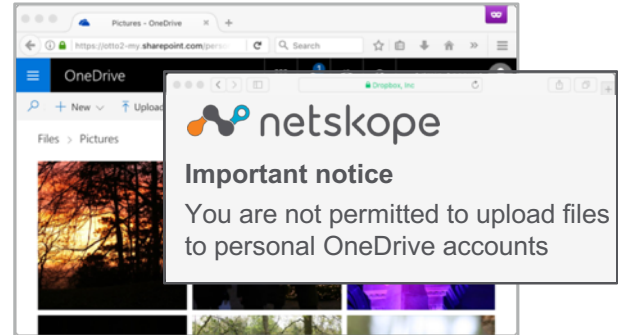 Pictures - OneDrive
https://otto2-my.sharepoint.com/perso
Search
OneDrive
New
Upload
Files > Pictures
Dropbox, Inc
netskope
Important notice
You are not permitted to upload files
to personal OneDrive accounts